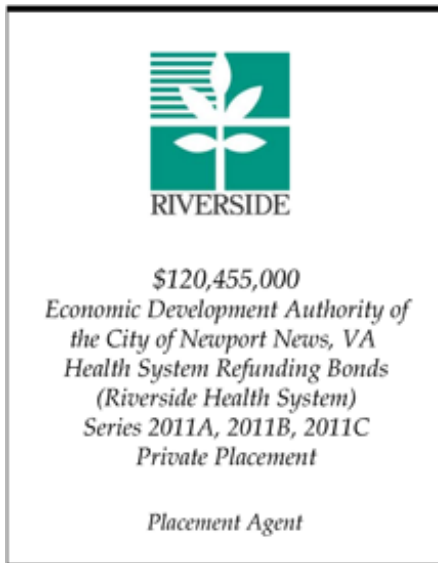 RIVERSIDE
$120,455,000
Economic Development Authority of
the City of Newport News, VA
Health System Refunding Bonds
(Riverside Health System)
Series 2011A, 2011B, 2011C
Private Placement
Placement Agent